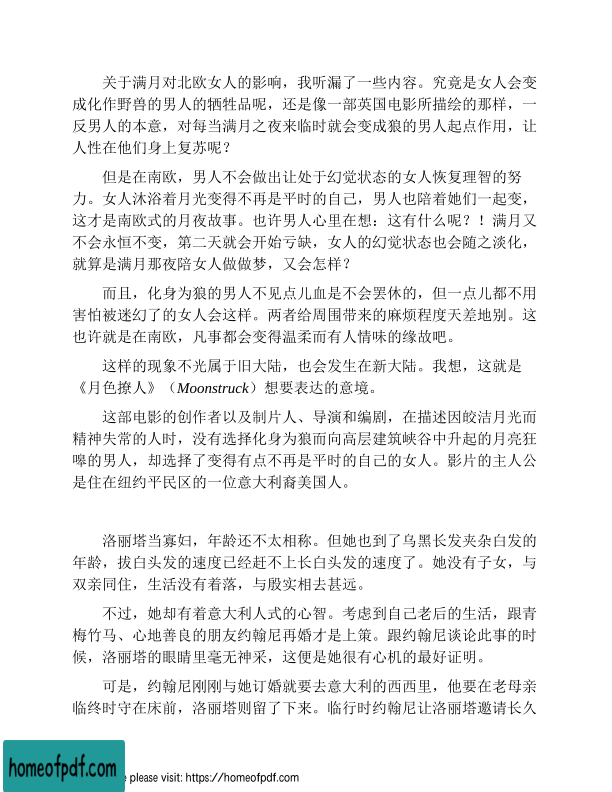 关于满月对北欧女人的影响，我听漏了一些内容。究竟是女人会变
成化作野兽的男人的牺牲品呢，还是像一部英国电影所描绘的那样，一
反男人的本意，对每当满月之夜来临时就会变成狼的男人起点作用，让
人性在他们身上复苏呢？
但是在南欧，男人不会做出让处于幻觉状态的女人恢复理智的努
力。女人沐浴着月光变得不再是平时的自己，男人也陪着她们一起变，
这才是南欧式的月夜故事。也许男人心里在想：这有什么呢？！满月又
不会永恒不变，第二天就会开始亏缺，女人的幻觉状态也会随之淡化，
就算是满月那夜陪女人做做梦，又会怎样？
而且，化身为狼的男人不见点儿血是不会罢休的，但一点儿都不用
害怕被迷幻了的女人会这样。两者给周围带来的麻烦程度天差地别。这
也许就是在南欧，凡事都会变得温柔而有人情味的缘故吧。
这样的现象不光属于旧大陆，也会发生在新大陆。我想，这就是
《月色撩人》（Moonstruck）想要表达的意境。
这部电影的创作者以及制片人、导演和编剧，在描述因皎洁月光而
精神失常的人时，没有选择化身为狼而向高层建筑峡谷中升起的月亮狂
嗥的男人，却选择了变得有点不再是平时的自己的女人。影片的主人公
是住在纽约平民区的一位意大利裔美国人。
洛丽塔当寡妇，年龄还不太相称。但她也到了乌黑长发夹杂白发的
年龄，拔白头发的速度已经赶不上长白头发的速度了。她没有子女，与
双亲同住，生活没有着落，与殷实相去甚远。
不过，她却有着意大利人式的心智。考虑到自己老后的生活，跟青
梅竹马、心地善良的朋友约翰尼再婚才是上策。跟约翰尼谈论此事的时
候，洛丽塔的眼睛里毫无神采，这便是她很有心机的最好证明。
可是，约翰尼刚刚与她订婚就要去意大利的西西里，他要在老母亲
临终时守在床前，洛丽塔则留了下来。临行时约翰尼让洛丽塔邀请长久
homeofpdf.com
e please visit: https://homeofpdf.com